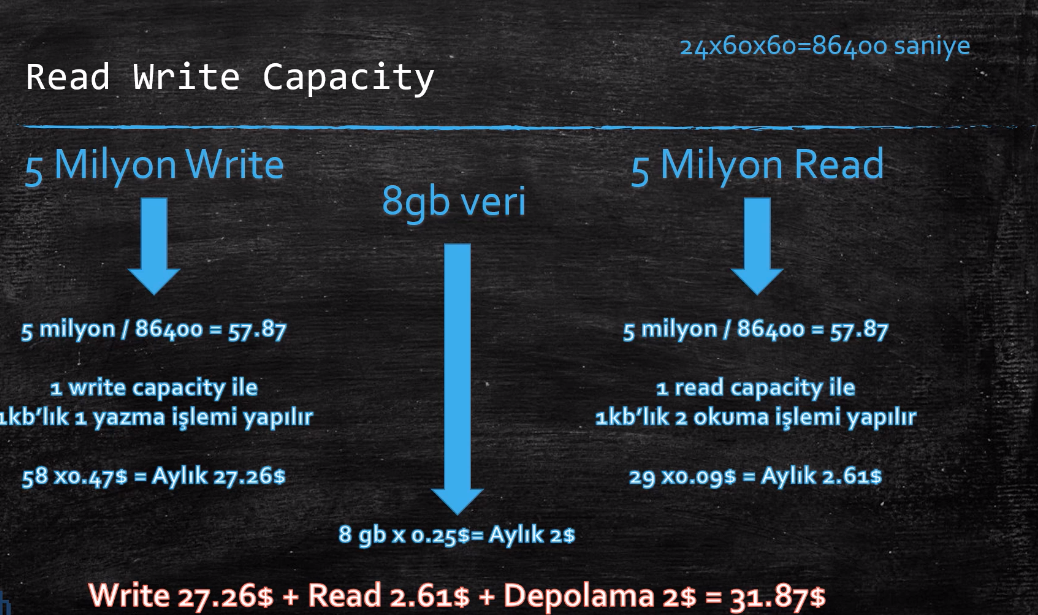 24x60x60=86400 saniye
Read Write Capacity
5 Milyon Write
8gb veri
5 Milyon Read
5 milyon / 86400 = 57.87
1 write capacity ile
1kb'lık 1 yazma işlemi yapılır
58 x0.47$ = Aylık 27.26$
5 milyon / 86400 = 57.87
1 read capacity ile
1kb'lık 2 okuma işlemi yapılır
29 x0.09$ = Aylık 2.61$
8 gb x 0.25$= Aylık 2$
Write 27.26$ + Read 2.61$ + Depolama 2$ = 31.87$